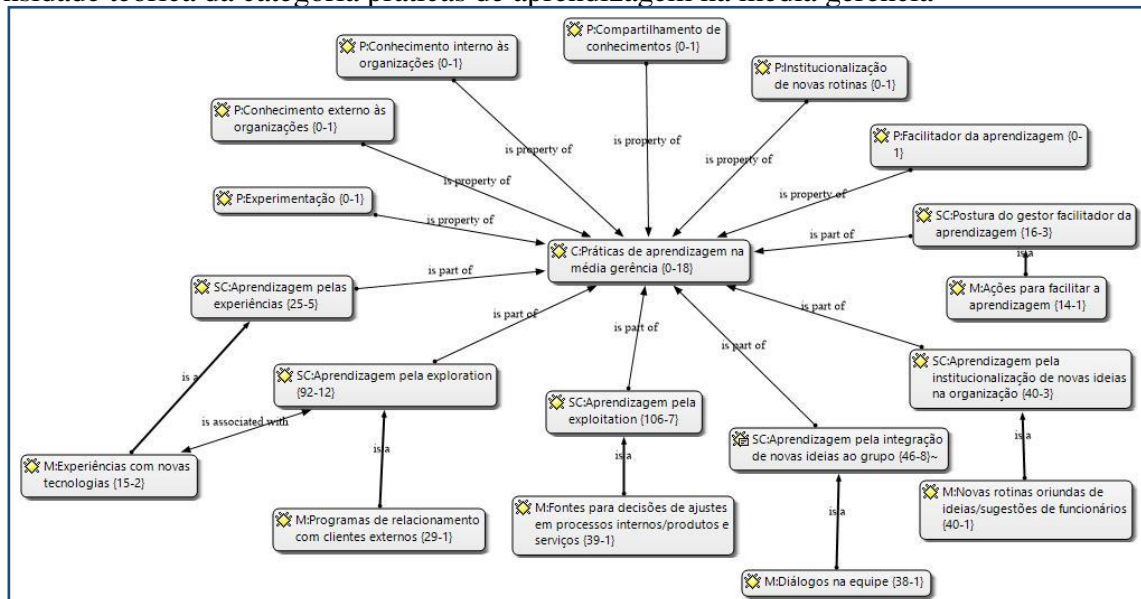 densidade teórica da categoria práticas de aprendizagem na média gerência
P:Compartilhamento de
conhecimentos {0-1}
P:Conhecimento interno às
organizações {0-1}
P:Institucionalização
de novas rotinas {0-1}
P:Conhecimento externo às
organizações {0-1}
P:Facilitador da aprendizagem {0-
1}
is property of
is property of
is property of
is property of
is property of
P:Experimentação {0-1}
is property of
SC:Postura do gestor facilitador da
aprendizagem {16-3}
is part of
C:Práticas de aprendizagem na
média gerência {0-18}
is a
is part of
SC:Aprendizagem pelas
experiências {25-5}
M:Ações para facilitar a
aprendizagem {14-1}
is part of
is part of
is part of
is part of
SC:Aprendizagem pela
institucionalização de novas ideias
na organização {40-3}
is a
SC:Aprendizagem pela exploration
{92-12}
SC:Aprendizagem pela
exploitation {106-7}
is associated with
SC:Aprendizagem pela integração
de novas ideias ao grupo {46-8}~
is a
is a
is a
M:Experiências com novas
tecnologias {15-2}
M:Novas rotinas oriundas de
ideias/sugestões de funcionários
{40-1}
M:Programas de relacionamento
com clientes externos {29-1}
M:Fontes para decisões de ajustes
em processos internos/produtos e
serviços {39-1}
is a
M:Diálogos na equipe {38-1}